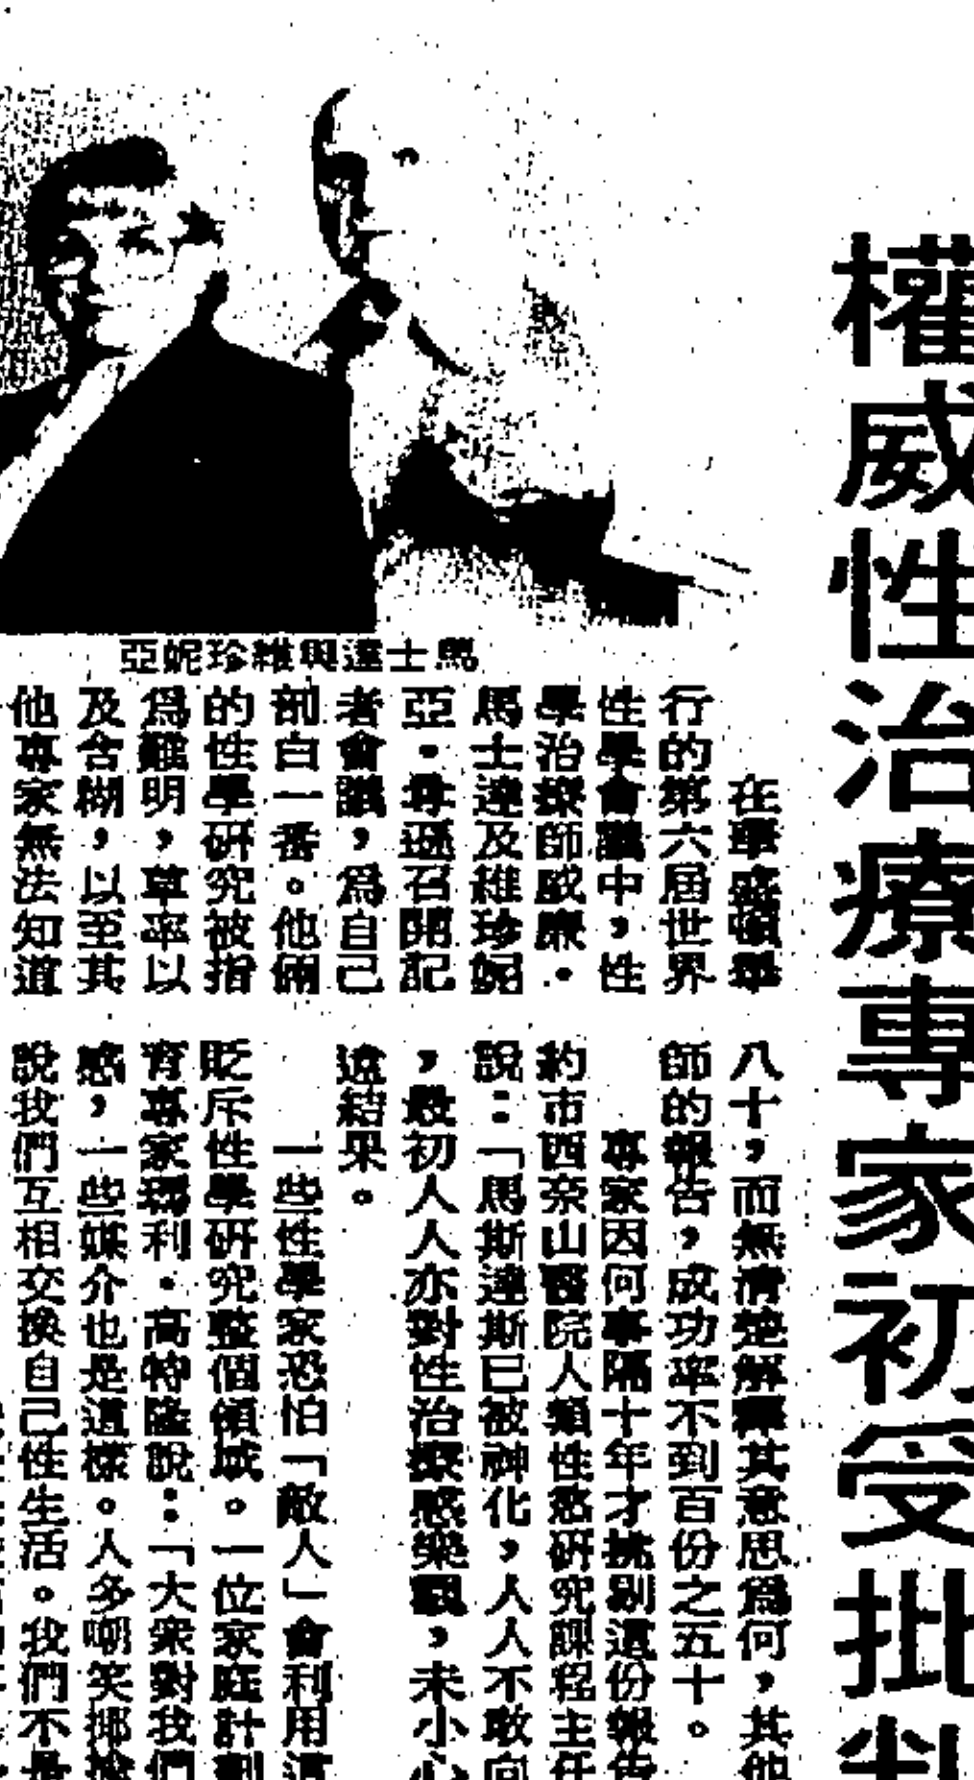 權威性治療專家初受批判
亞妮珍維與達士馬
在華盛頓舉
行的第六屆世界
性學會議中，性
學治療師威廉·
馬士達及維珍妮
亞·尊遜召開記
者會議，爲自己
剖白一番。他倆
的性學研究被指
爲難明，草率以
及含糊，以至其
他專家無法知道
八十，而無清楚解釋其意思爲何，其他
師的報告，成功率不到百份之五十。
專家因何事隔十年才挑剔這份報告
約市西奈山醫院人類性慾研究課程主任
說：「馬斯達斯已被神化，人人不敢向
，最初人人亦對性治療感樂觀，未小心
遠結果。
一些性學家恐怕「敵人」會利用這
貶斥性學研究整個領域。一位家庭計劃
育專家瑪利·高特隆說：「大衆對我們
感，一些媒介也是這樣。人多嘲笑揶揄
說我們互相交換自己性生活。我們不是